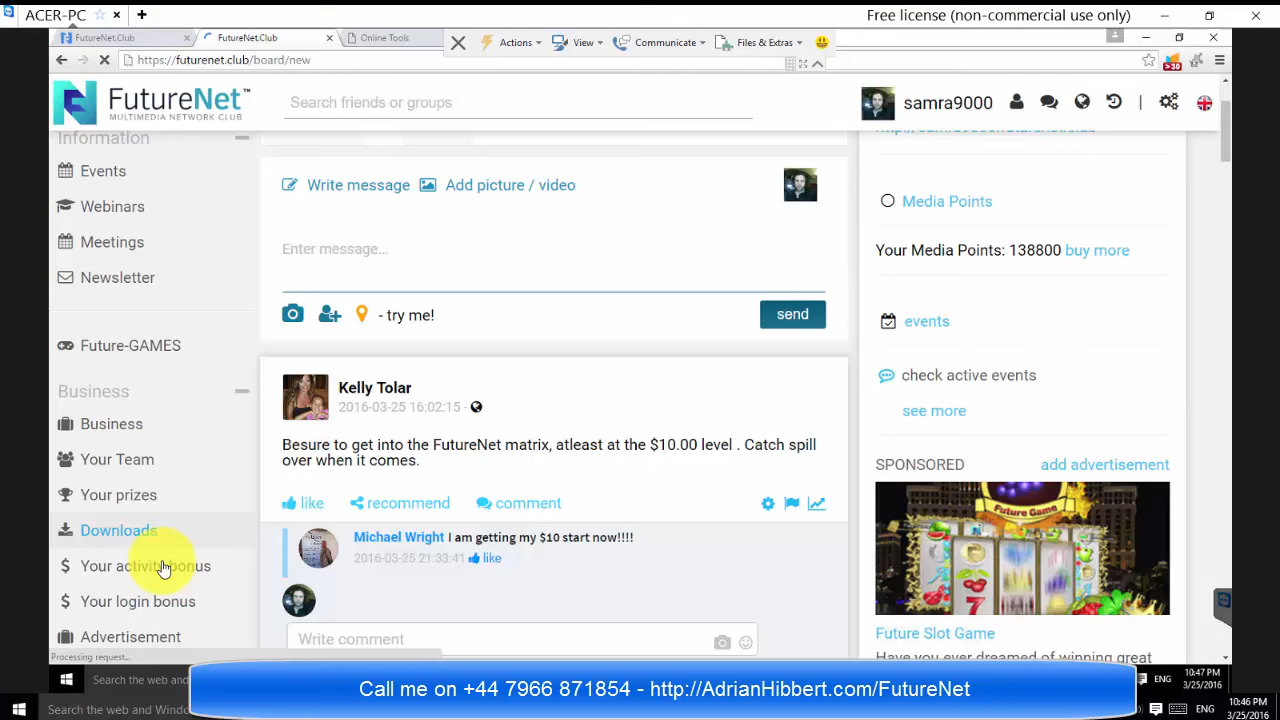 ACER-PC
Free license (non-commercial use only)
FutureNet.Club
FutureNet.Club
Online Tools
Actions
View
Communicate
Files & Extras
https://futurenet.club/board/new
>30
FutureNet™
MULTIMEDIA NETWORK CLUB
Search friends or groups
samra9000
Information
Events
Webinars
Meetings
Newsletter
Future-GAMES
Business
Business
Your Team
Your prizes
Downloads
Your activity bonus
Your login bonus
Advertisement
Processing request...
Write message
Add picture / video
Enter message...
- try me!
send
Kelly Tolar
2016-03-25 16:02:15 -
Besure to get into the FutureNet matrix, atleast at the $10.00 level . Catch spill
over when it comes.
like
recommend
comment
Michael Wright I am getting my $10 start now!!!!
2016-03-25 21:33:41 like
Write comment
Media Points
Your Media Points: 138800 buy more
events
check active events
see more
SPONSORED
add advertisement
Future Game
7
Future Slot Game
Have you ever dreamed of winning great
Search the web and
ENG
10:47 PM
3/25/2016
Call me on +44 7966 871854 - http://AdrianHibbert.com/FutureNet
Search the web and Windo
ENG
10:46 PM
3/25/2016